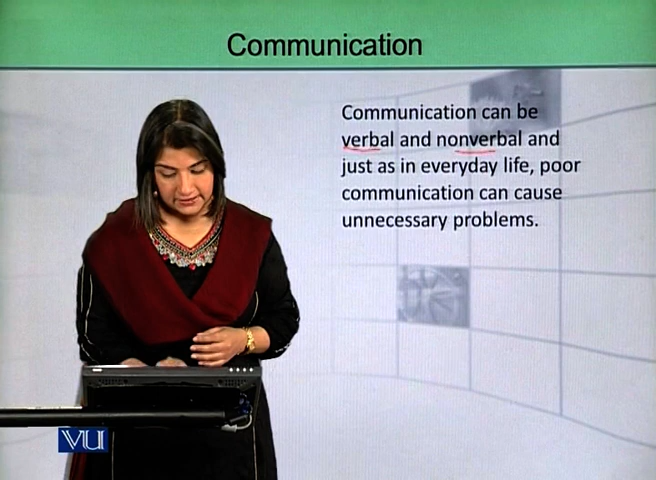 Communication
Communication can be
verbal and nonverbal and
just as in everyday life, poor
communication can cause
unnecessary problems.
VU